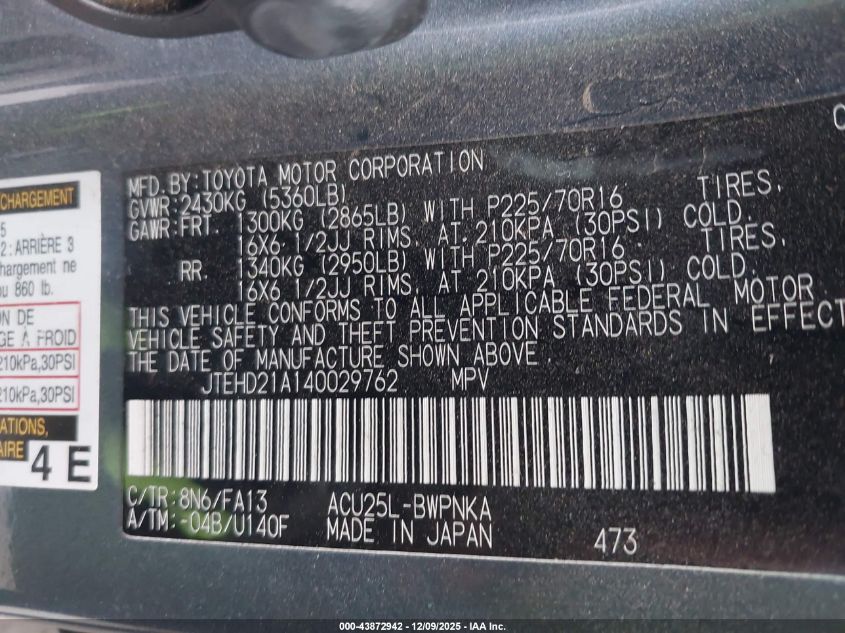 CHARGEMENT
5
2: ARRIÈRE 3
chargement ne
ou 860 lb.
ON DE
GE À FROID
210kPa,30PSI
210kPa,30PSI
ATIONS,
AIRE
4 E
C
MFD. BY: TOYOTA MOTOR CORPORATION
GVWR: 2430KG (5360LB)
GAWR: FRT. 1300KG (2865LB) WITH P225/70R16 TIRES,
16X6 1/2JJ RIMS, AT 210KPA (30PSI) COLD.
RR. 1340KG (2950LB) WITH P225/70R16 TIRES,
16X6 1/2JJ RIMS, AT 210KPA (30PSI) COLD.
THIS VEHICLE CONFORMS TO ALL APPLICABLE FEDERAL MOTOR
VEHICLE SAFETY AND THEFT PREVENTION STANDARDS IN EFFECT
THE DATE OF MANUFACTURE SHOWN ABOVE.
JTEHD21A140029762 MPV
C/TR: 8N6/FA13 ACU25L-BWPNKA
A/TM: -04B/U140F MADE IN JAPAN 473
000-43872942 - 12/09/2025 - IAA Inc.